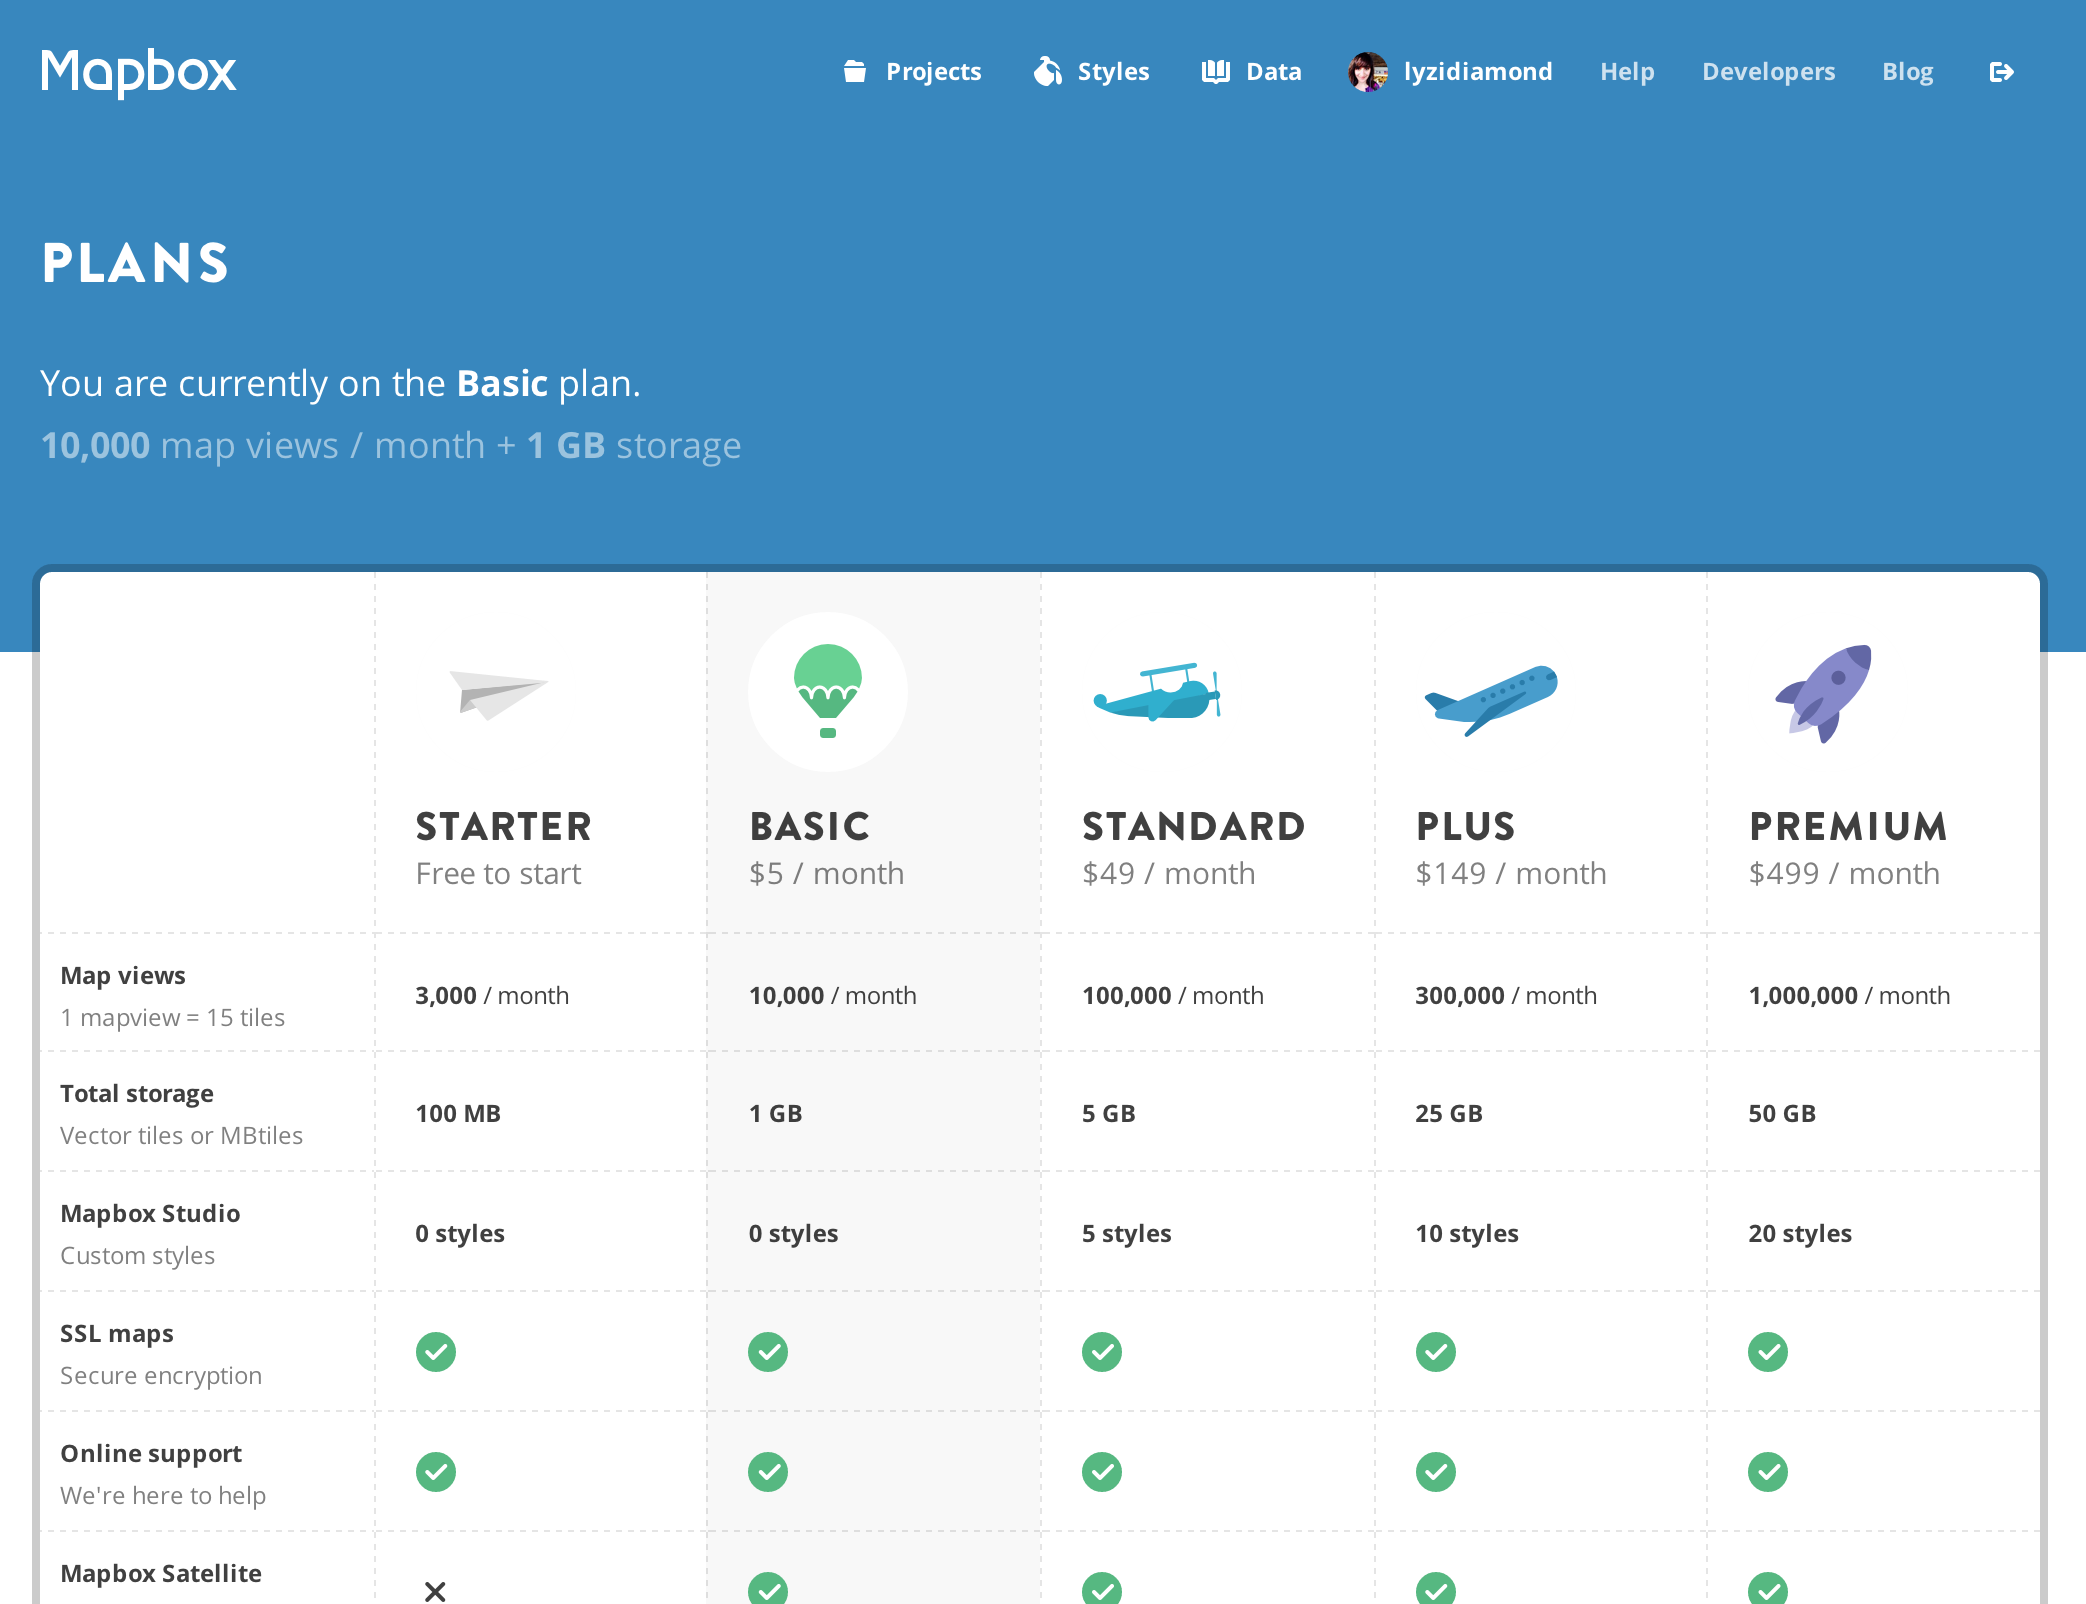 Mapbox
Projects Styles Data lyzidiamond Help Developers Blog
PLANS
You are currently on the Basic plan.
10,000 map views / month + 1 GB storage
STARTER BASIC STANDARD PLUS PREMIUM
Free to start $5 / month $49 / month $149 / month $499 / month
Map views
1 mapview = 15 tiles
3,000 / month 10,000 / month 100,000 / month 300,000 / month 1,000,000 / month
Total storage
Vector tiles or MBtiles
100 MB 1 GB 5 GB 25 GB 50 GB
Mapbox Studio
Custom styles
0 styles 0 styles 5 styles 10 styles 20 styles
SSL maps
Secure encryption
Online support
We're here to help
Mapbox Satellite